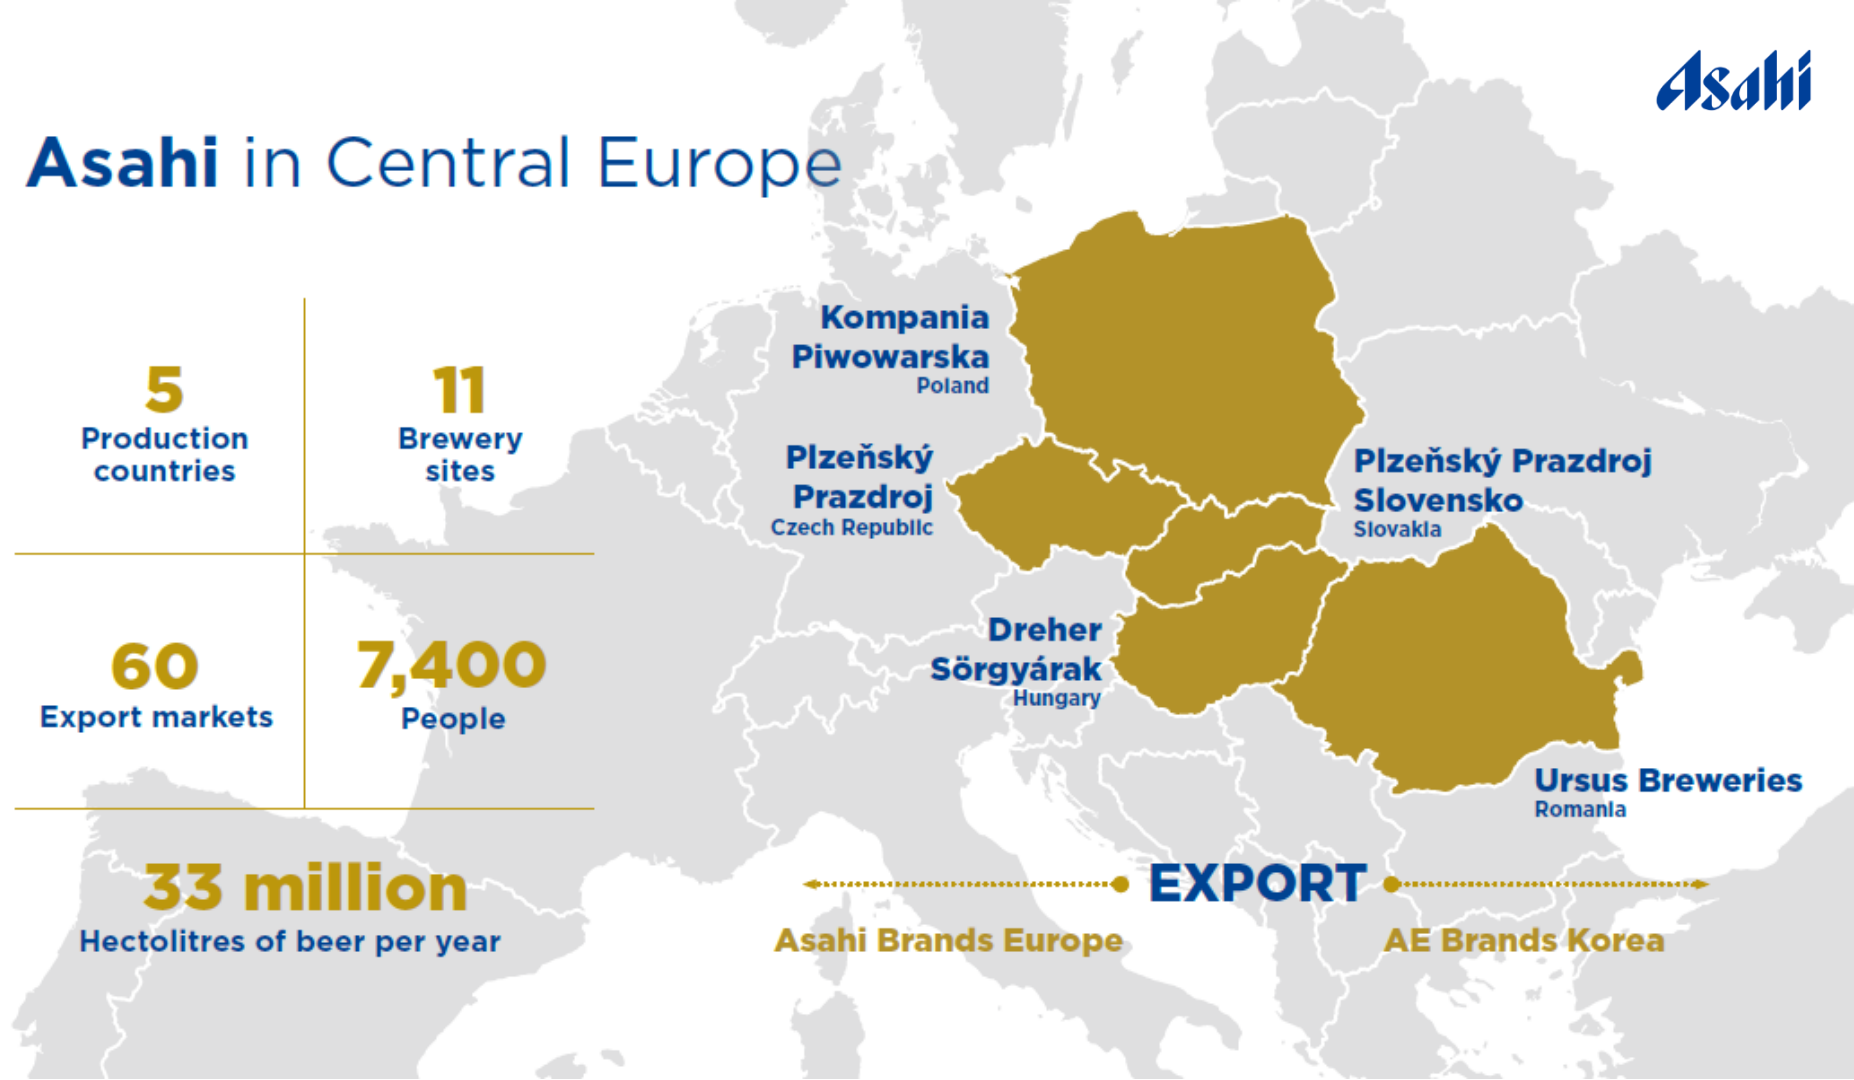 Asahi
Asahi in Central Europe
5
Production
countries
11
Brewery
sites
60
Export markets
7,400
People
33 million
Hectolitres of beer per year
Kompania
Piwowarska
Poland
Plzeňský
Prazdroj
Czech Republic
Plzeňský Prazdroj
Slovensko
Slovakia
Dreher
Sörgyárak
Hungary
Ursus Breweries
Romania
EXPORT
Asahi Brands Europe
AE Brands Korea